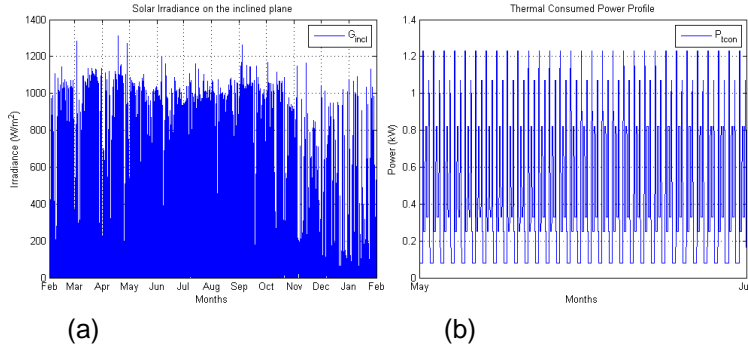 Solar Irradiance on the inclined plane
Irradiance (W/m²)
1400
1200
1000
800
600
400
200
0
Feb Mar Apr May Jun Jul Aug Sep Oct Nov Dec Jan Feb
Months
G_incl
(a)
Thermal Consumed Power Profile
Power (kW)
1.4
1.2
1
0.8
0.6
0.4
0.2
0
May Ju
Months
P_tcon
(b)